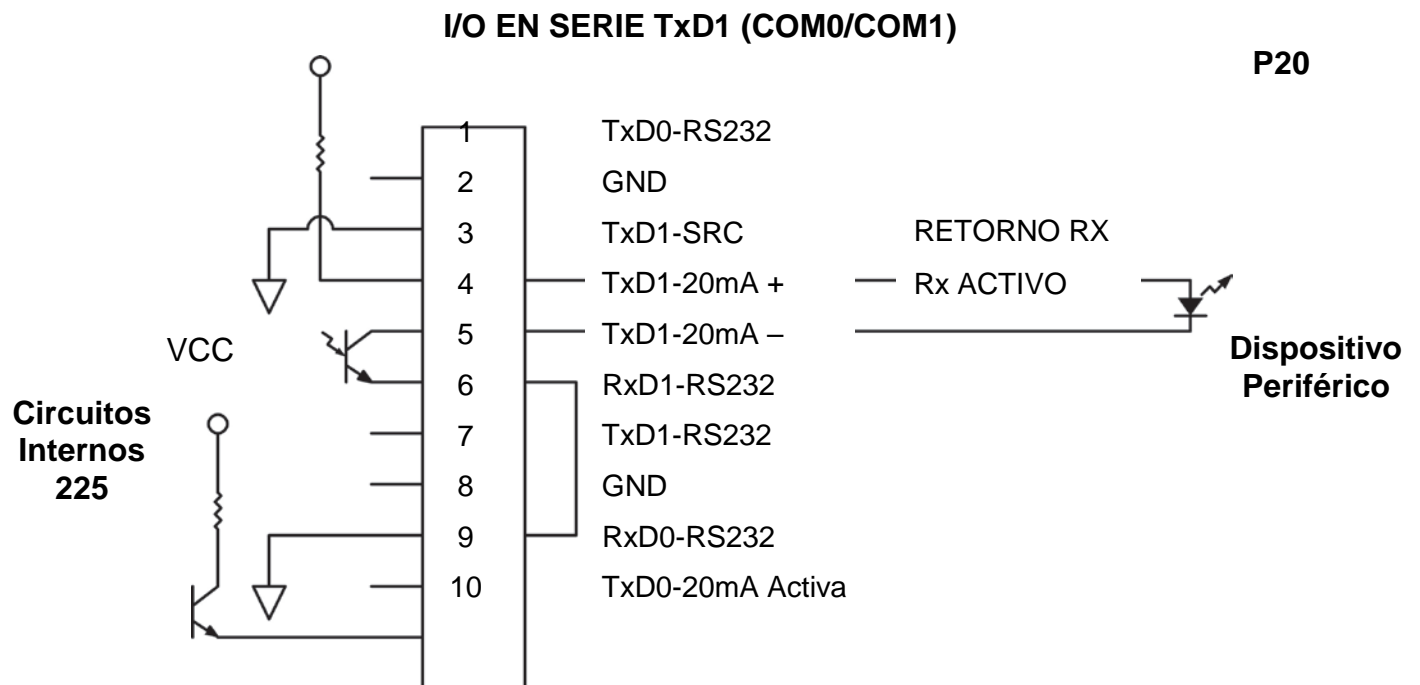 I/O EN SERIE TxD1 (COM0/COM1)
P20
1 TxD0-RS232
2 GND
3 TxD1-SRC RETORNO RX
4 TxD1-20mA + Rx ACTIVO
5 TxD1-20mA –
VCC
6 RxD1-RS232
7 TxD1-RS232
8 GND
9 RxD0-RS232
10 TxD0-20mA Activa
Circuitos
Internos
225
Dispositivo
Periférico